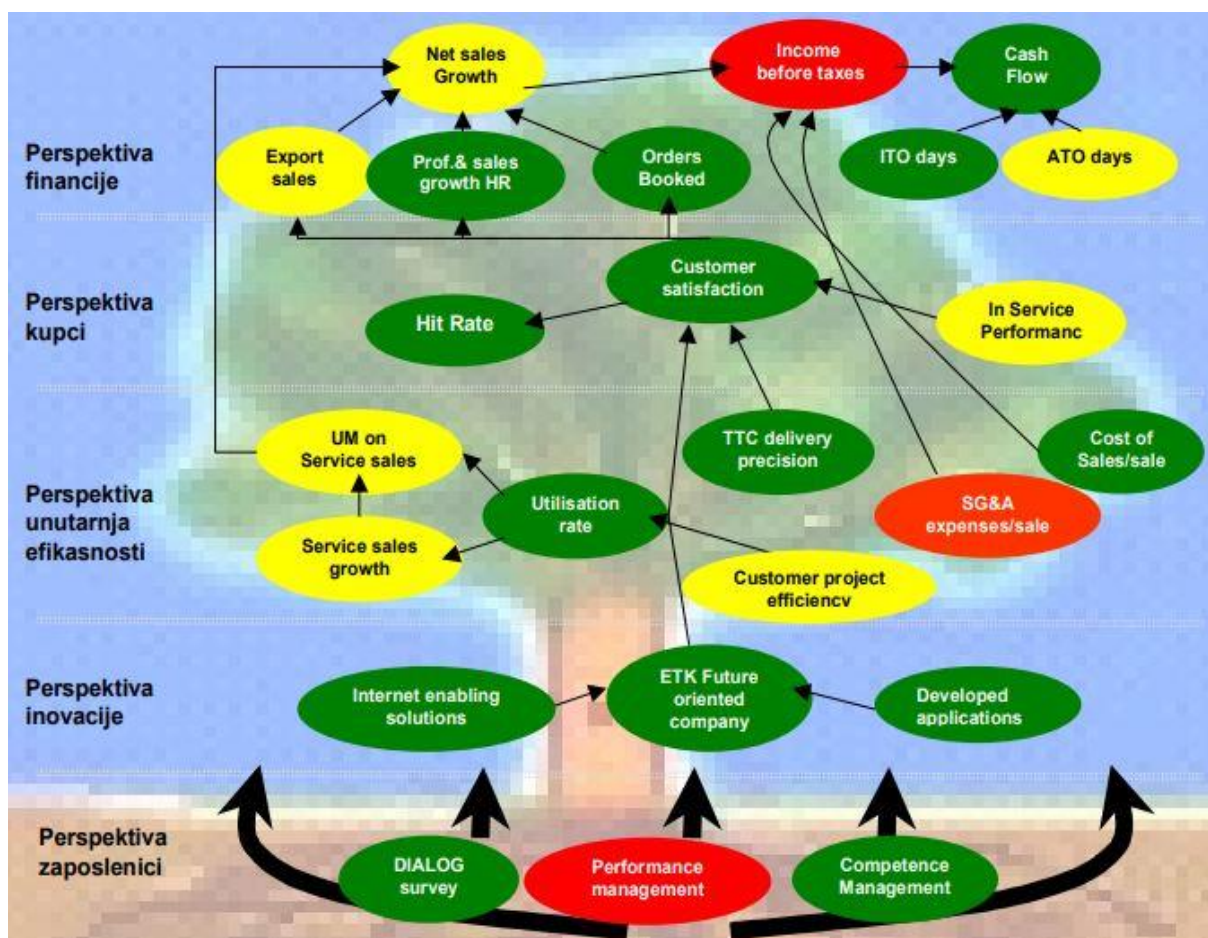 Net sales
Growth
Income
before taxes
Cash
Flow
Perspektiva
financije
Export
sales
Prof.& sales
growth HR
Orders
Booked
ITO days
ATO days
Perspektiva
kupci
Customer
satisfaction
Hit Rate
In Service
Performanc
Perspektiva
unutarnja
efikasnosti
UM on
Service sales
TTC delivery
precision
Cost of
Sales/sale
Utilisation
rate
SG&A
expenses/sale
Service sales
growth
Customer project
efficiencv
Perspektiva
inovacije
Internet enabling
solutions
ETK Future
oriented
company
Developed
applications
Perspektiva
zaposlenici
DIALOG
survey
Performance
management
Competence
Management